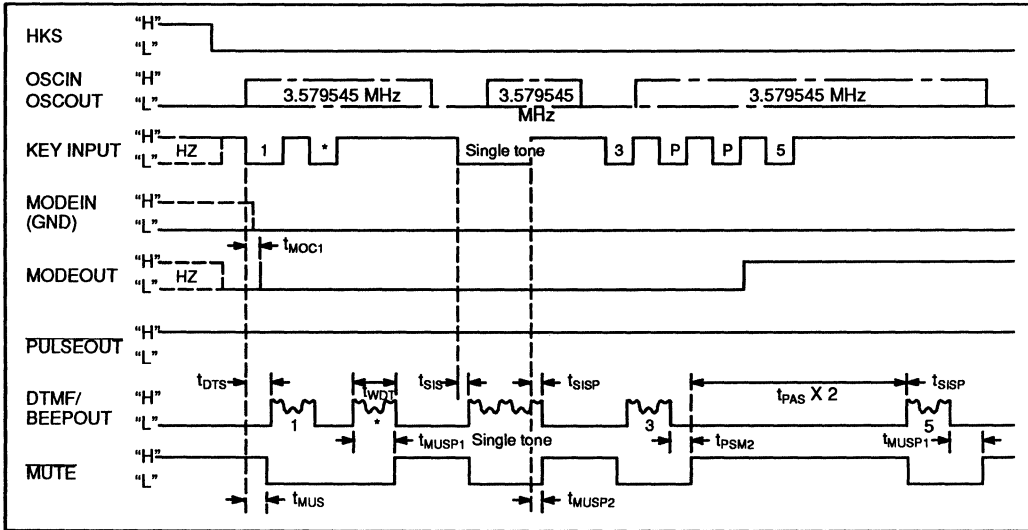 HKS "H"
"L"
OSCIN "H"
OSCOUT "L" 3.579545 MHz 3.579545 MHz 3.579545 MHz
KEY INPUT "H" "L" HZ 1 * Single tone 3 P P 5
MODEIN "H"
(GND) "L"
tMOC1
MODEOUT "H" "L" HZ
PULSEOUT "H" "L"
tDTS tWDT tSIS tSISP tPAS X 2 tSISP
DTMF/ "H"
BEEPOUT "L" 1 * 3 5
tMUSP1 Single tone tPSM2 tMUSP1
MUTE "H" "L"
tMUS tMUSP2